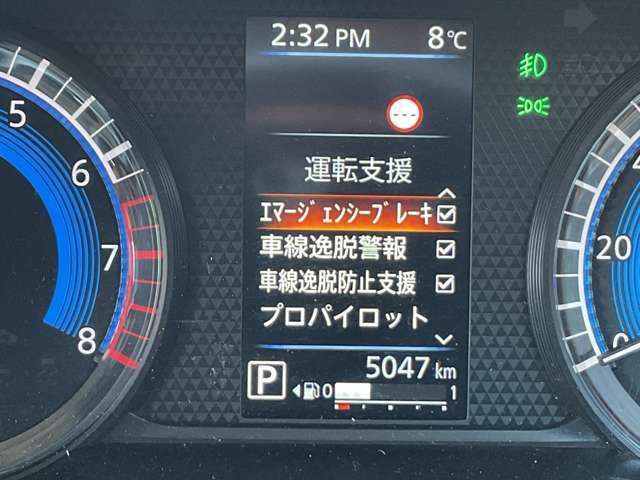 2:32 PM 8℃
---
運転支援
ｴﾏｰｼﾞｪﾝｼｰﾌﾞﾚｰｷ
車線逸脱警報
車線逸脱防止支援
プロパイロット
5047 km
P 0 1
5
6
7
8
20